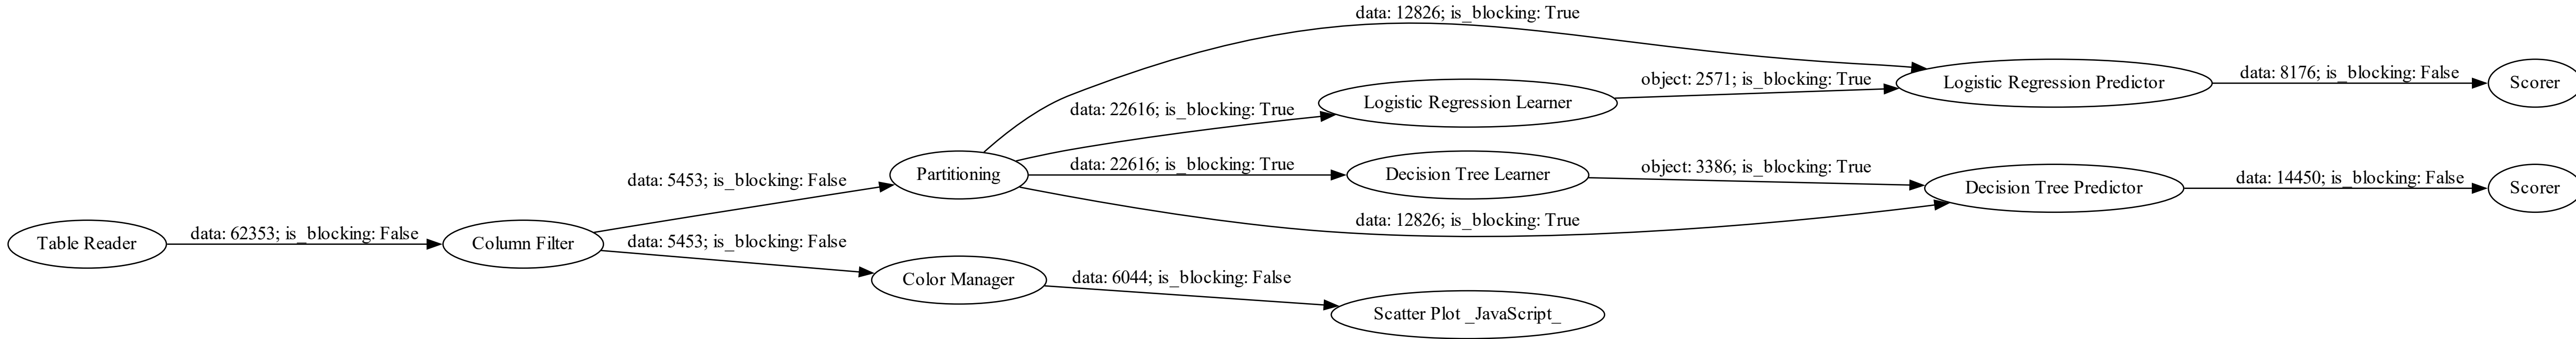 data: 12826; is_blocking: True
object: 2571; is_blocking: True
data: 8176; is_blocking: False
Logistic Regression Predictor
Scorer
Logistic Regression Learner
data: 22616; is_blocking: True
data: 22616; is_blocking: True
object: 3386; is_blocking: True
Partitioning
Decision Tree Learner
data: 5453; is_blocking: False
data: 14450; is_blocking: False
Decision Tree Predictor
Scorer
data: 12826; is_blocking: True
data: 62353; is_blocking: False
Table Reader
Column Filter
data: 5453; is_blocking: False
Color Manager
data: 6044; is_blocking: False
Scatter Plot _JavaScript_